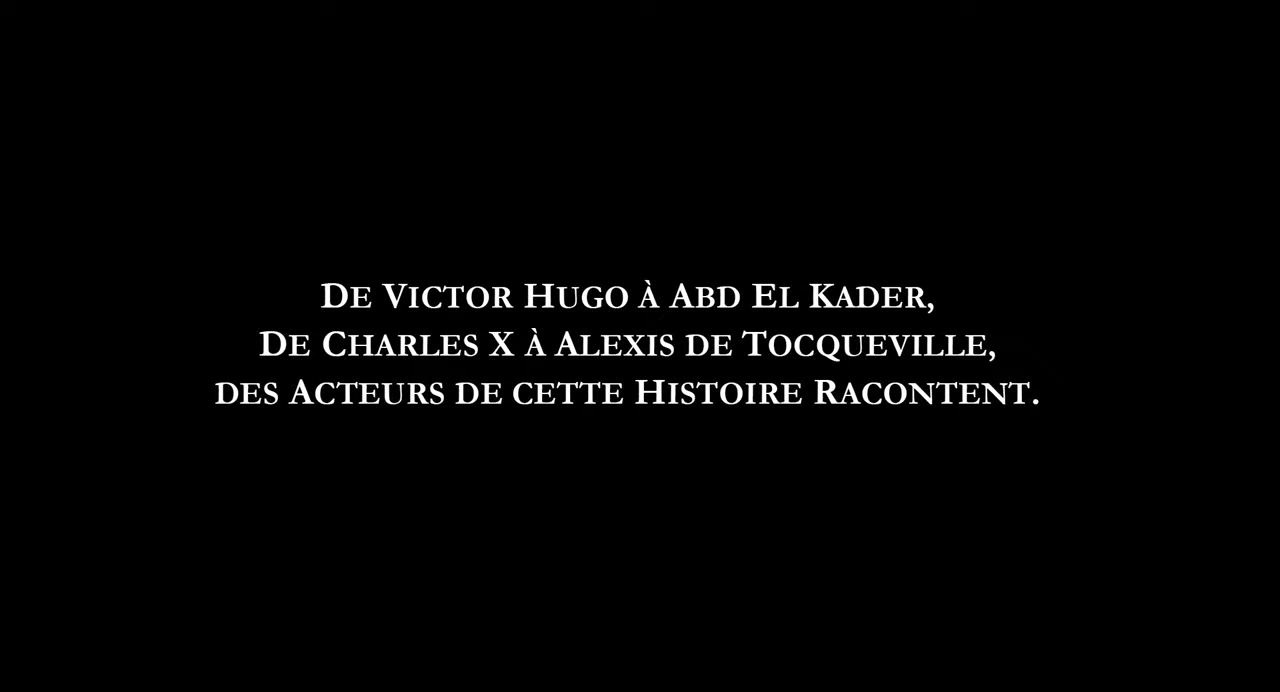 De Victor Hugo à Abd El Kader,
De Charles X à Alexis de Tocqueville,
des Acteurs de cette Histoire Racontent.